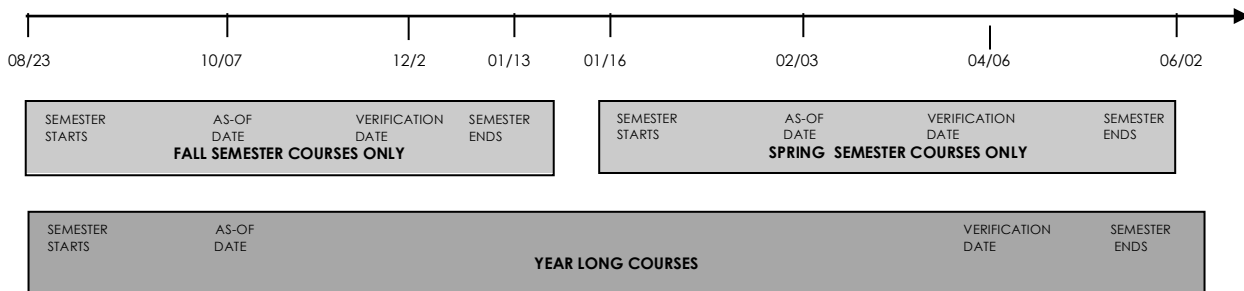 08/23 10/07 12/2 01/13 01/16 02/03 04/06 06/02
SEMESTER AS-OF VERIFICATION SEMESTER
STARTS DATE DATE ENDS
FALL SEMESTER COURSES ONLY
SEMESTER AS-OF VERIFICATION SEMESTER
STARTS DATE DATE ENDS
SPRING SEMESTER COURSES ONLY
SEMESTER AS-OF VERIFICATION SEMESTER
STARTS DATE DATE ENDS
YEAR LONG COURSES